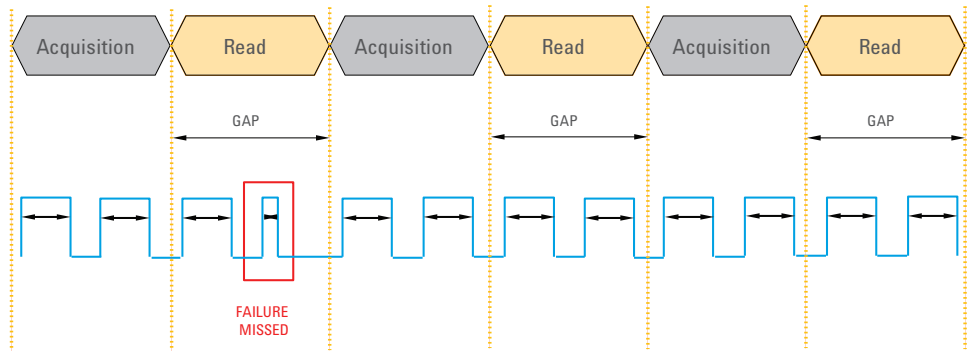 Acquisition Read Acquisition Read Acquisition Read
GAP GAP GAP
FAILURE
MISSED